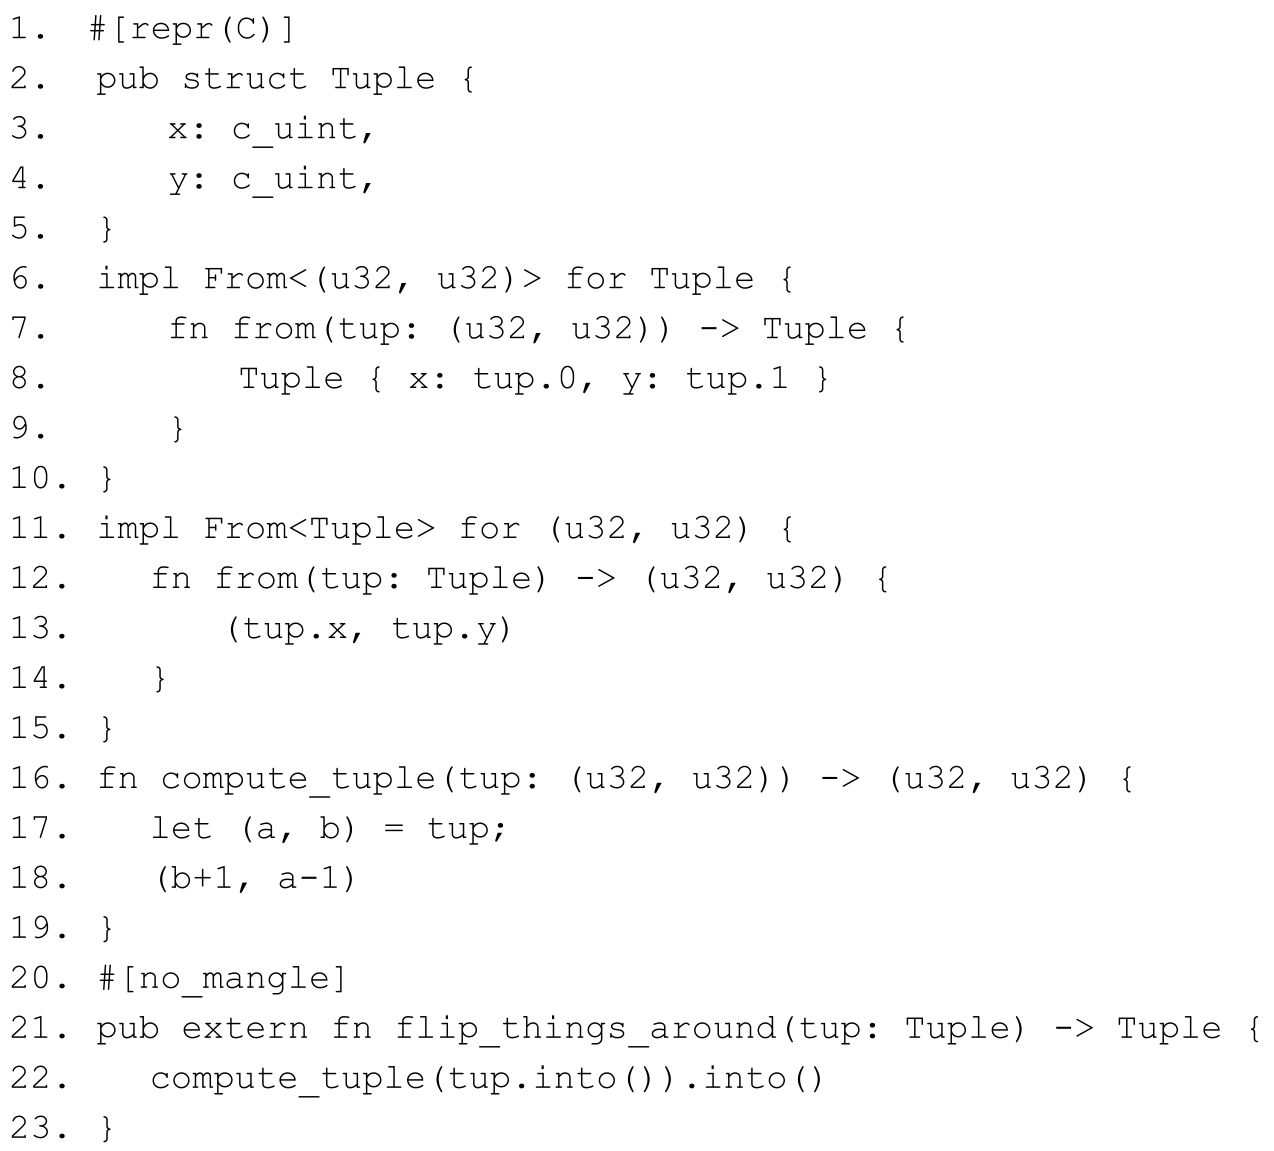 1. #[repr(C)]
2. pub struct Tuple {
3. x: c_uint,
4. y: c_uint,
5. }
6. impl From<(u32, u32)> for Tuple {
7. fn from(tup: (u32, u32)) -> Tuple {
8. Tuple { x: tup.0, y: tup.1 }
9. }
10. }
11. impl From<Tuple> for (u32, u32) {
12. fn from(tup: Tuple) -> (u32, u32) {
13. (tup.x, tup.y)
14. }
15. }
16. fn compute_tuple(tup: (u32, u32)) -> (u32, u32) {
17. let (a, b) = tup;
18. (b+1, a-1)
19. }
20. #[no_mangle]
21. pub extern fn flip_things_around(tup: Tuple) -> Tuple {
22. compute_tuple(tup.into()).into()
23. }